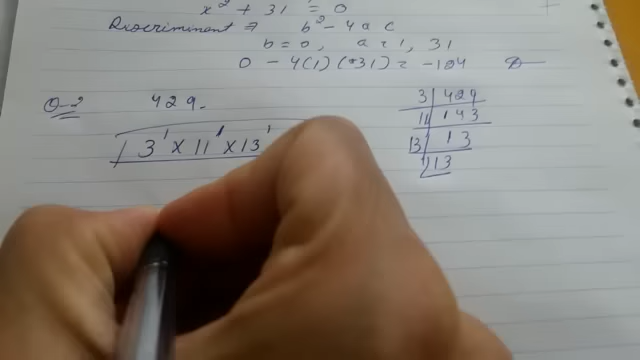 x² + 31 = 0
Discriminant ⇒ b² - 4ac
b = 0, a = 1, 31
0 - 4(1)(31) = -124
Q-2 429.
3 | 429
11 | 143
13 | 13
13
3¹ × 11¹ × 13¹